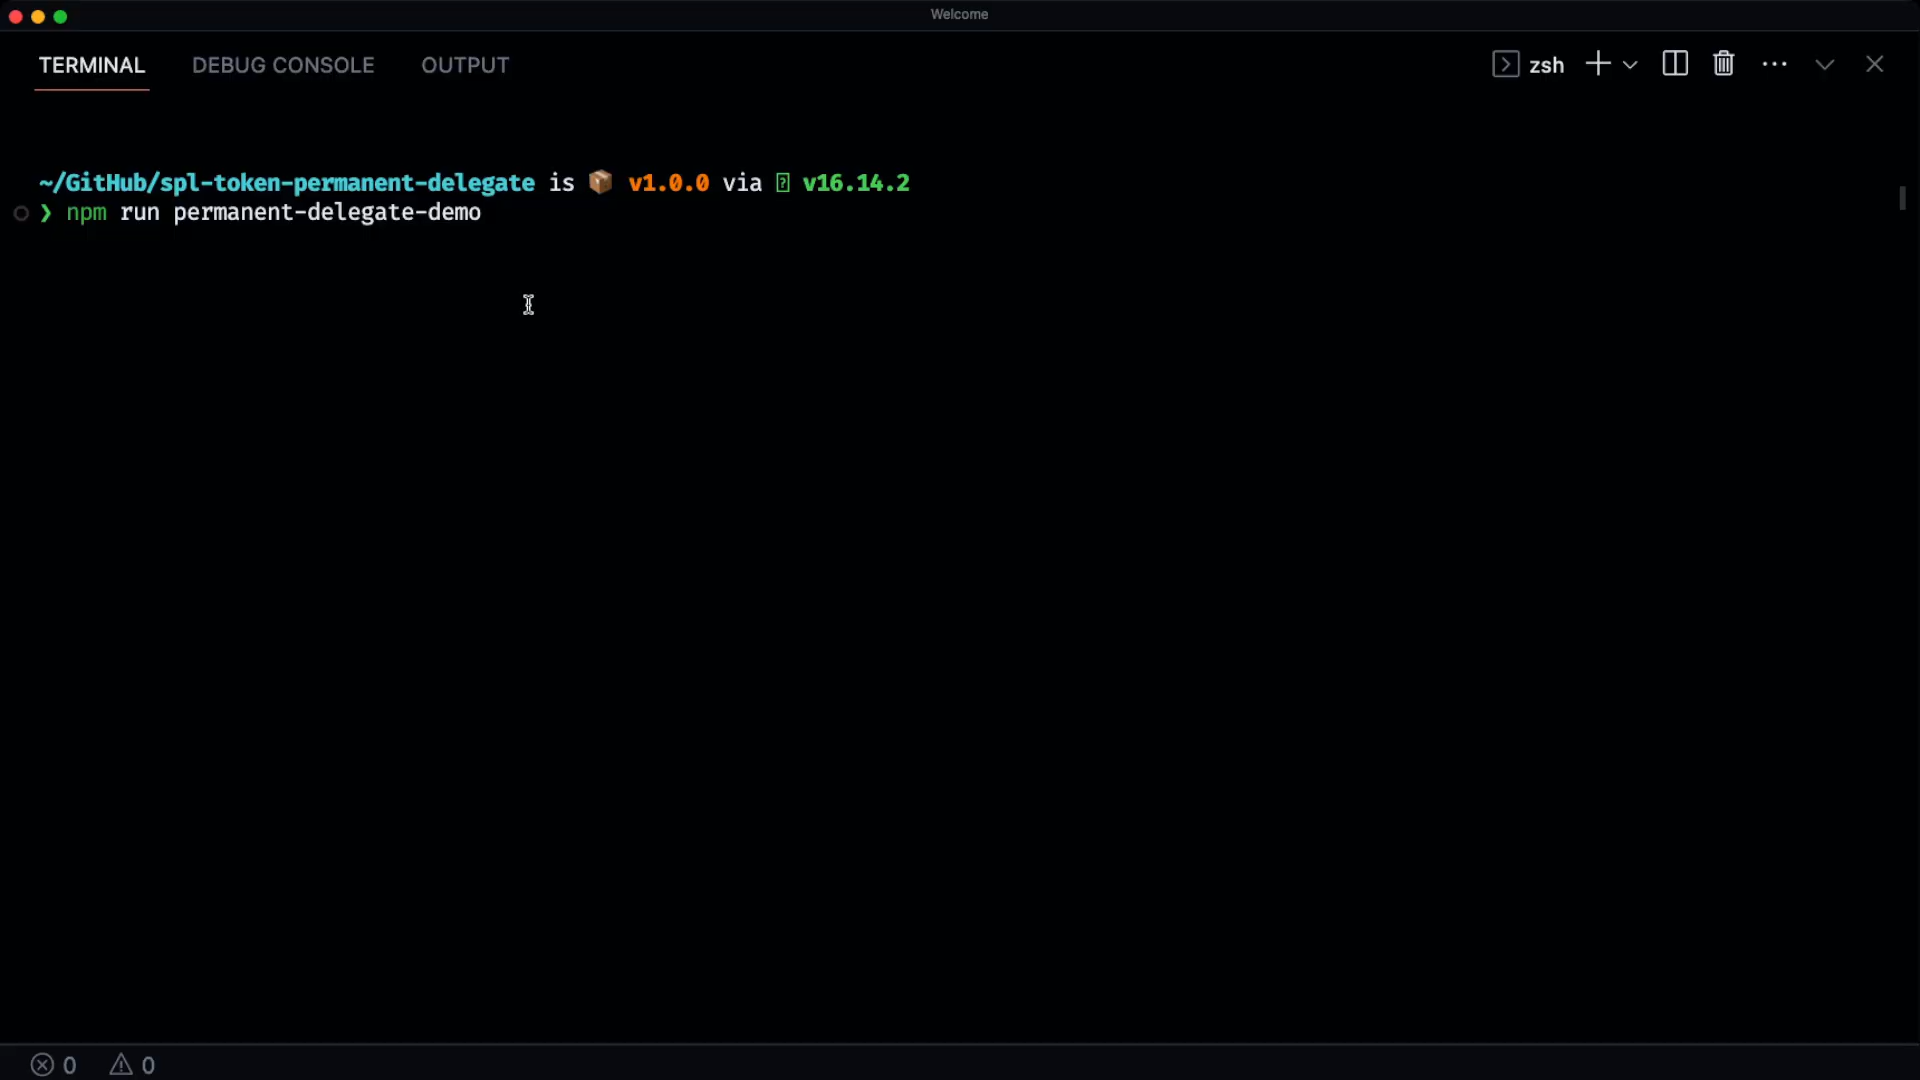 Welcome
TERMINAL DEBUG CONSOLE OUTPUT zsh
~/GitHub/spl-token-permanent-delegate is 📦 v1.0.0 via v16.14.2
❯ npm run permanent-delegate-demo
0 0